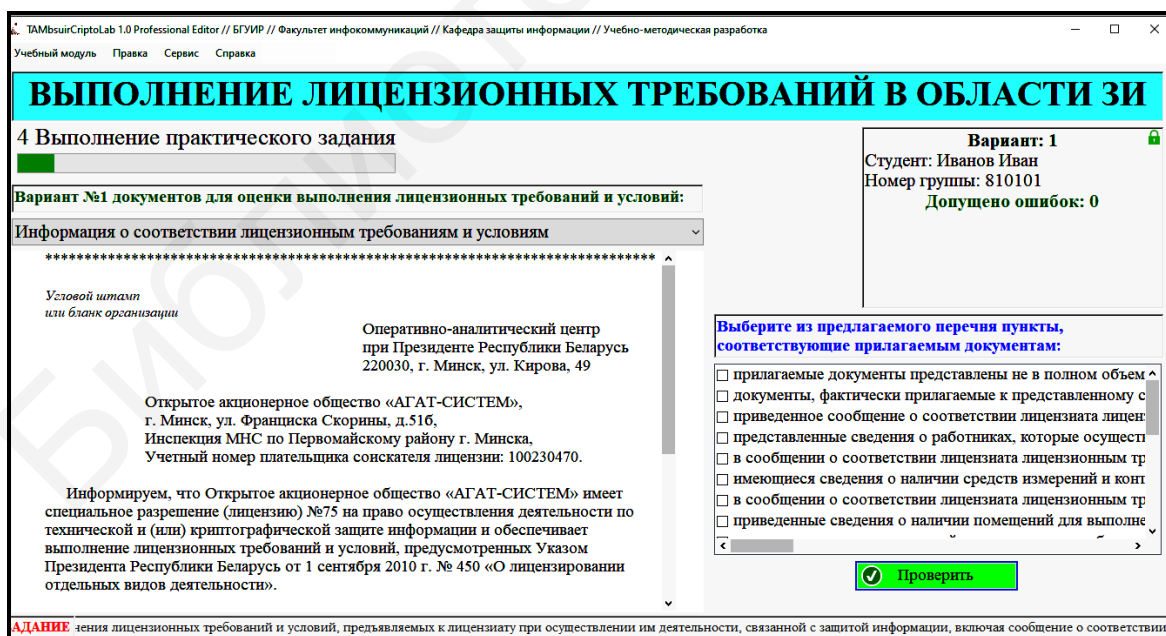 TAMbsuirCriptoLab 1.0 Professional Editor // БГУИР // Факультет инфокоммуникаций // Кафедра защиты информации // Учебно-методическая разработка
Учебный модуль Правка Сервис Справка
ВЫПОЛНЕНИЕ ЛИЦЕНЗИОННЫХ ТРЕБОВАНИЙ В ОБЛАСТИ ЗИ
4 Выполнение практического задания
Вариант: 1
Студент: Иванов Иван
Номер группы: 810101
Допущено ошибок: 0
Вариант №1 документов для оценки выполнения лицензионных требований и условий:
Информация о соответствии лицензионным требованиям и условиям
******************************************************************************
Угловой штамп
или бланк организации
Оперативно-аналитический центр
при Президенте Республики Беларусь
220030, г. Минск, ул. Кирова, 49
Открытое акционерное общество «АГАТ-СИСТЕМ»,
г. Минск, ул. Франциска Скорины, д.51б,
Инспекция МНС по Первомайскому району г. Минска,
Учетный номер плательщика соискателя лицензии: 100230470.
Информируем, что Открытое акционерное общество «АГАТ-СИСТЕМ» имеет
специальное разрешение (лицензию) №75 на право осуществления деятельности по
технической и (или) криптографической защите информации и обеспечивает
выполнение лицензионных требований и условий, предусмотренных Указом
Президента Республики Беларусь от 1 сентября 2010 г. № 450 «О лицензировании
отдельных видов деятельности».
Выберите из предлагаемого перечня пункты,
соответствующие прилагаемым документам:
прилагаемые документы представлены не в полном объем
документы, фактически прилагаемые к представленному с
приведенное сообщение о соответствии лицензиата лицен
представленные сведения о работниках, которые осущест
в сообщении о соответствии лицензиата лицензионным тр
имеющиеся сведения о наличии средств измерений и конт
в сообщении о соответствии лицензиата лицензионным тр
приведенные сведения о наличии помещений для выполне
Проверить
АДАНИЕ чения лицензионных требований и условий, предъявляемых к лицензиату при осуществлении им деятельности, связанной с защитой информации, включая сообщение о соответствии
Библио